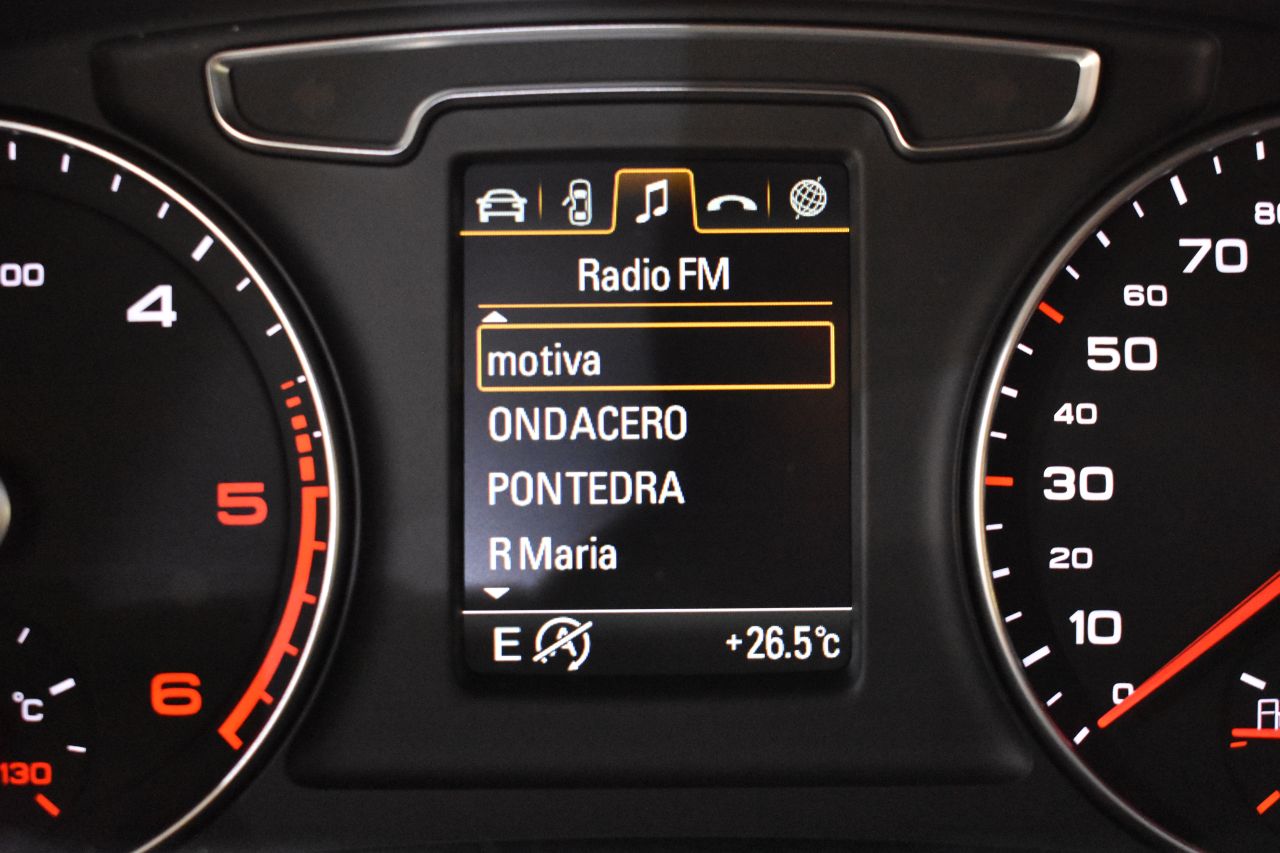 Radio FM
motiva
ONDACERO
PONTEDRA
R Maria
E A +26.5°c
4
5
6
°C
130
80
70
60
50
40
30
20
10
0